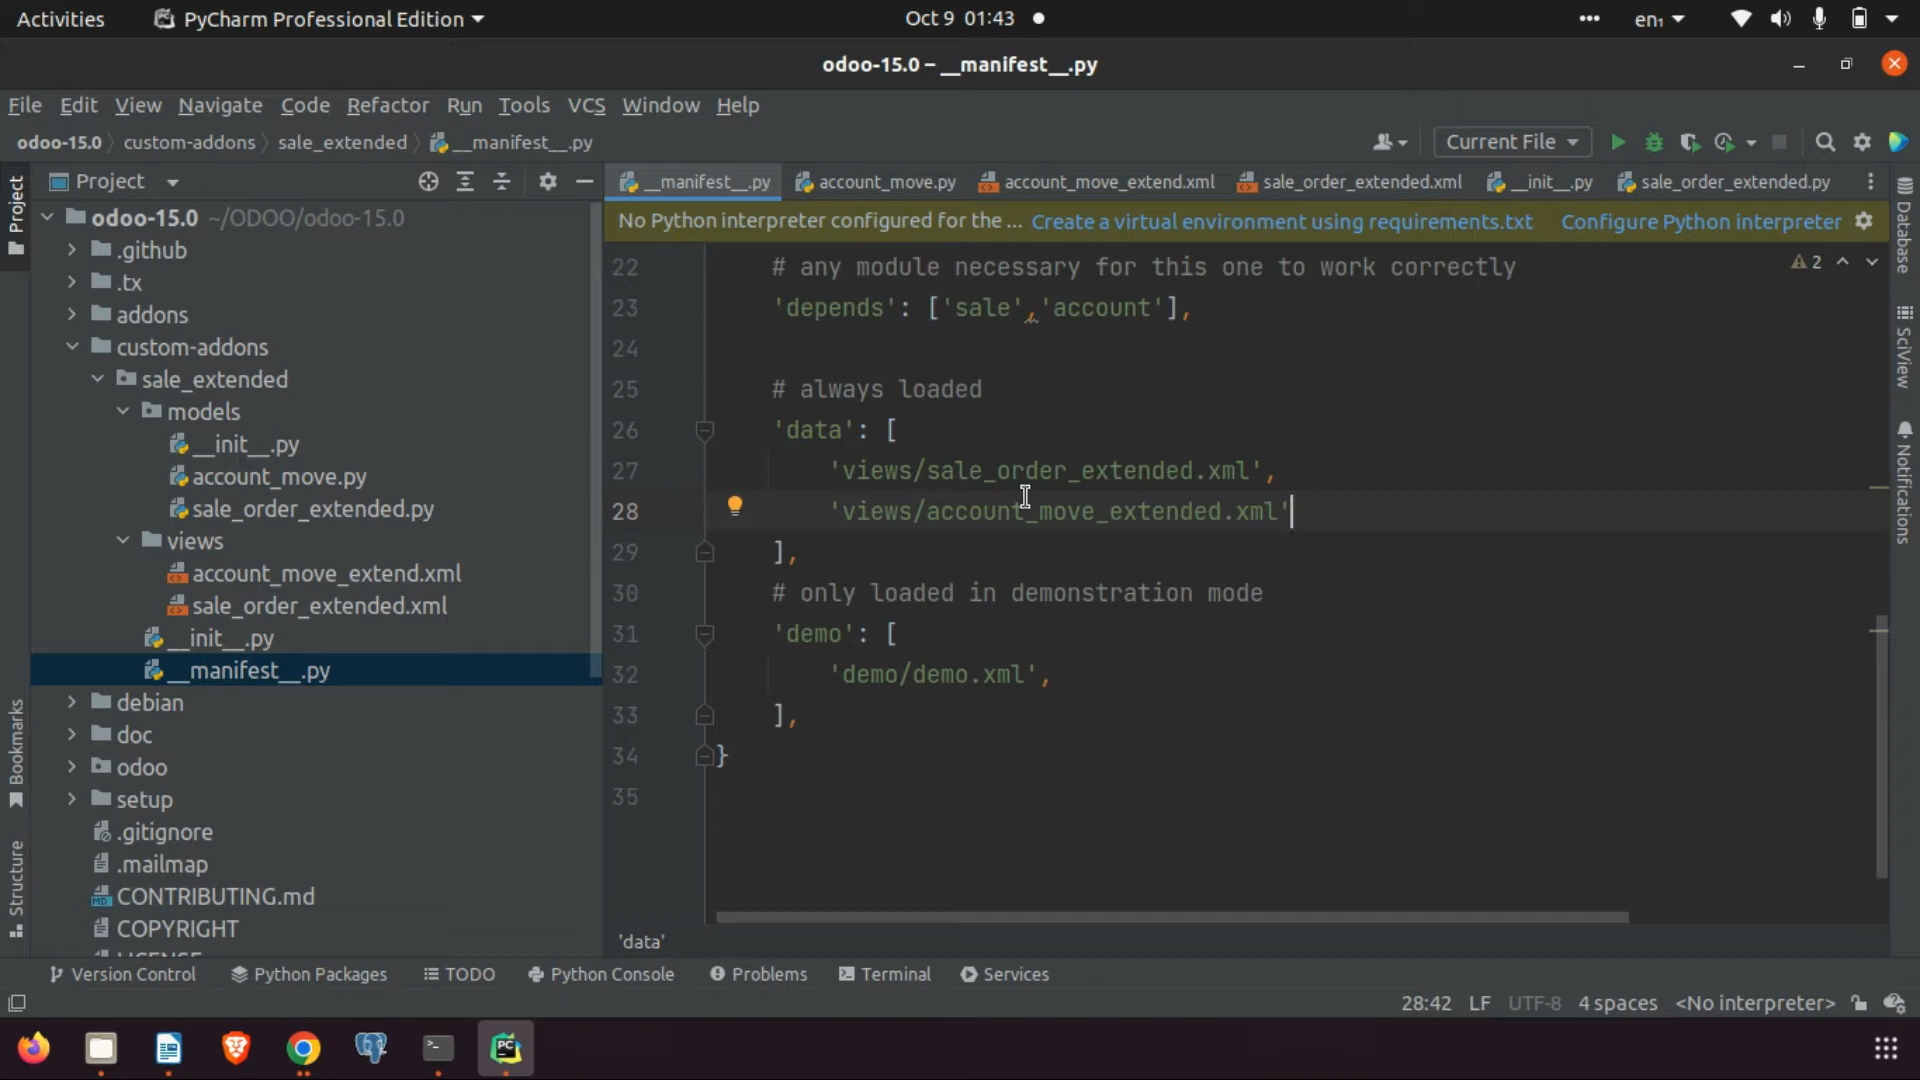 Activities PyCharm Professional Edition Oct 9 01:43 en₁
odoo-15.0 – __manifest__.py
File Edit View Navigate Code Refactor Run Tools VCS Window Help
odoo-15.0 custom-addons sale_extended __manifest__.py Current File
Project
__manifest__.py account_move.py account_move_extend.xml sale_order_extended.xml __init__.py sale_order_extended.py
No Python interpreter configured for the ... Create a virtual environment using requirements.txt Configure Python interpreter
Project
Bookmarks
Structure
odoo-15.0 ~/ODOO/odoo-15.0
.github
.tx
addons
custom-addons
sale_extended
models
__init__.py
account_move.py
sale_order_extended.py
views
account_move_extend.xml
sale_order_extended.xml
__init__.py
__manifest__.py
debian
doc
odoo
setup
.gitignore
.mailmap
CONTRIBUTING.md
COPYRIGHT
22 # any module necessary for this one to work correctly
23 'depends': ['sale','account'],
24
25 # always loaded
26 'data': [
27 'views/sale_order_extended.xml',
28 'views/account_move_extended.xml'
29 ],
30 # only loaded in demonstration mode
31 'demo': [
32 'demo/demo.xml',
33 ],
34 }
35
2
Database
SciView
Notifications
'data'
Version Control Python Packages TODO Python Console Problems Terminal Services
28:42 LF UTF-8 4 spaces <No interpreter>
PC